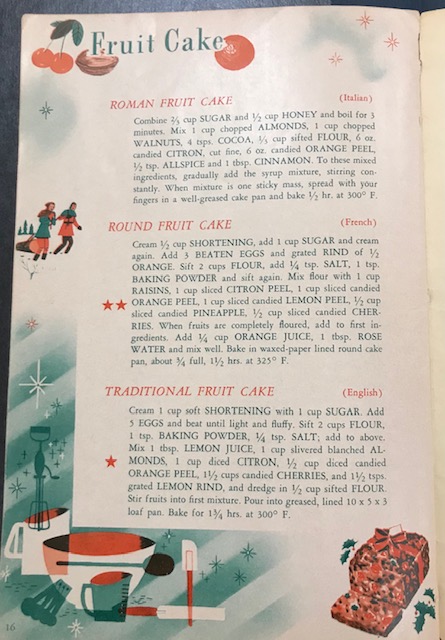 Fruit Cake
ROMAN FRUIT CAKE (Italian)
Combine ⅔ cup SUGAR and ½ cup HONEY and boil for 3
minutes. Mix 1 cup chopped ALMONDS, 1 cup chopped
WALNUTS, 4 tsps. COCOA, ⅓ cup sifted FLOUR, 6 oz.
candied CITRON, cut fine, 6 oz. candied ORANGE PEEL,
½ tsp. ALLSPICE and 1 tbsp. CINNAMON. To these mixed
ingredients, gradually add the syrup mixture, stirring con-
stantly. When mixture is one sticky mass, spread with your
fingers in a well-greased cake pan and bake ½ hr. at 300° F.
ROUND FRUIT CAKE (French)
Cream ½ cup SHORTENING, add 1 cup SUGAR and cream
again. Add 3 BEATEN EGGS and grated RIND of ½
ORANGE. Sift 2 cups FLOUR, add ¼ tsp. SALT, 1 tsp.
BAKING POWDER and sift again. Mix flour with 1 cup
RAISINS, 1 cup sliced CITRON PEEL, 1 cup sliced candied
ORANGE PEEL, 1 cup sliced candied LEMON PEEL, ½ cup
sliced candied PINEAPPLE, ½ cup sliced candied CHER-
RIES. When fruits are completely floured, add to first in-
gredients. Add ¼ cup ORANGE JUICE, 1 tbsp. ROSE
WATER and mix well. Bake in waxed-paper lined round cake
pan, about ¾ full, 1½ hrs. at 325° F.
TRADITIONAL FRUIT CAKE (English)
Cream 1 cup soft SHORTENING with 1 cup SUGAR. Add
5 EGGS and beat until light and fluffy. Sift 2 cups FLOUR,
1 tsp. BAKING POWDER, ¼ tsp. SALT; add to above.
Mix 1 tbsp. LEMON JUICE, 1 cup slivered blanched AL-
MONDS, 1 cup diced CITRON, ½ cup diced candied
ORANGE PEEL, 1½ cups candied CHERRIES, and 1½ tsps.
grated LEMON RIND, and dredge in ½ cup sifted FLOUR.
Stir fruits into first mixture. Pour into greased, lined 10 x 5 x 3
loaf pan. Bake for 1¾ hrs. at 300° F.
16